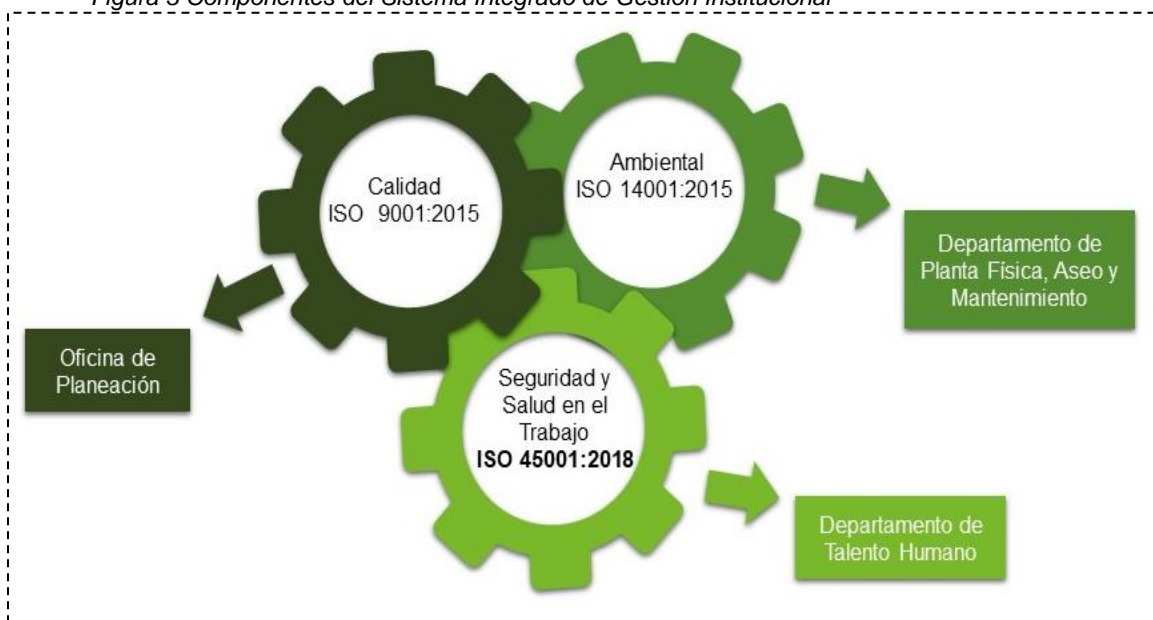 Figura 3 Componentes del Sistema Integrado de Gestión Institucional
Calidad
ISO 9001:2015
Ambiental
ISO 14001:2015
Departamento de
Planta Física, Aseo y
Mantenimiento
Oficina de
Planeación
Seguridad y
Salud en el
Trabajo
ISO 45001:2018
Departamento de
Talento Humano